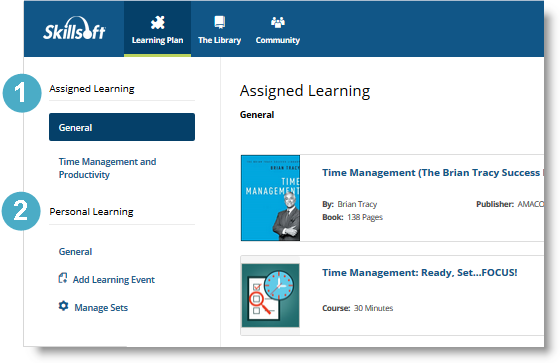 Skillsoft
Learning Plan
The Library
Community
1
Assigned Learning
General
Time Management and
Productivity
2
Personal Learning
General
Add Learning Event
Manage Sets
Assigned Learning
General
BRIAN TRACY
TIME
MANAGEMENT
Time Management (The Brian Tracy Success
By: Brian Tracy
Publisher: AMACO
Book: 138 Pages
Time Management: Ready, Set...FOCUS!
Course: 30 Minutes